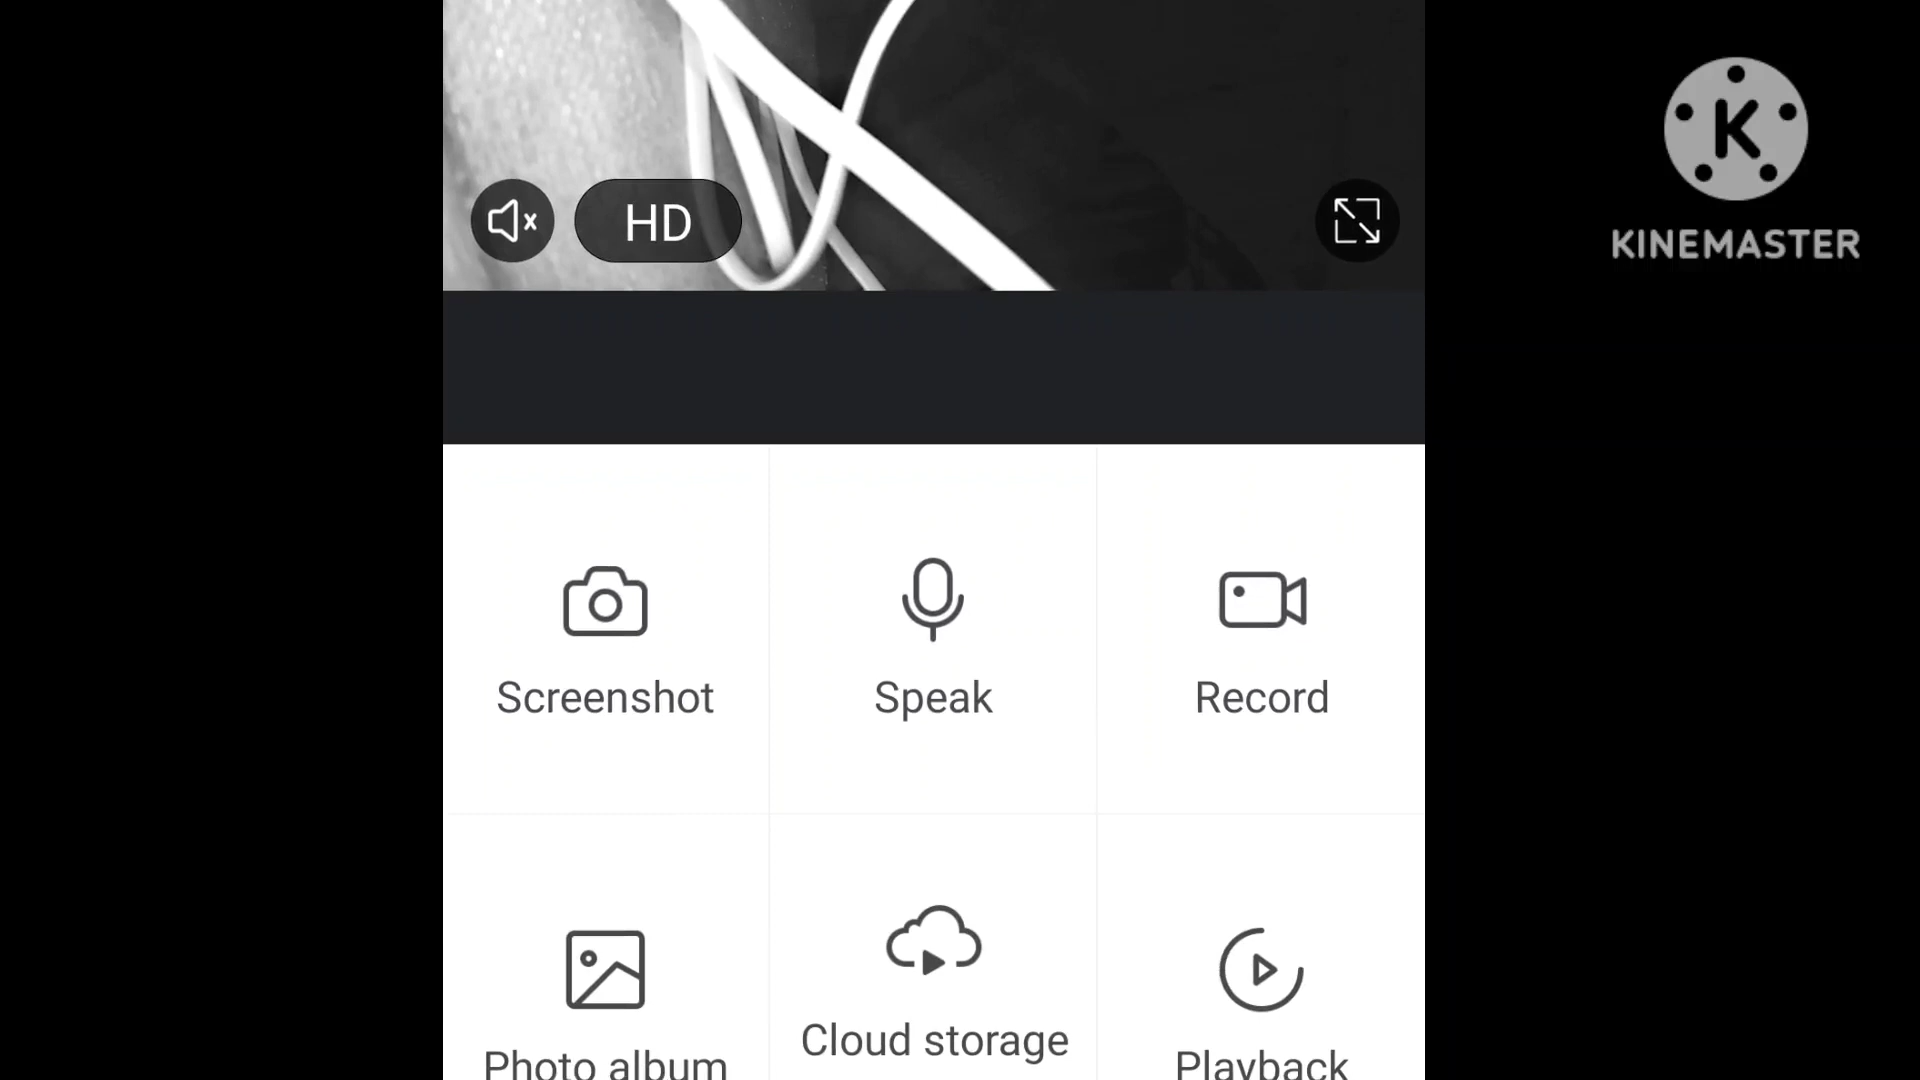 HD
K
KINEMASTER
Screenshot
Speak
Record
Photo album
Cloud storage
Playback